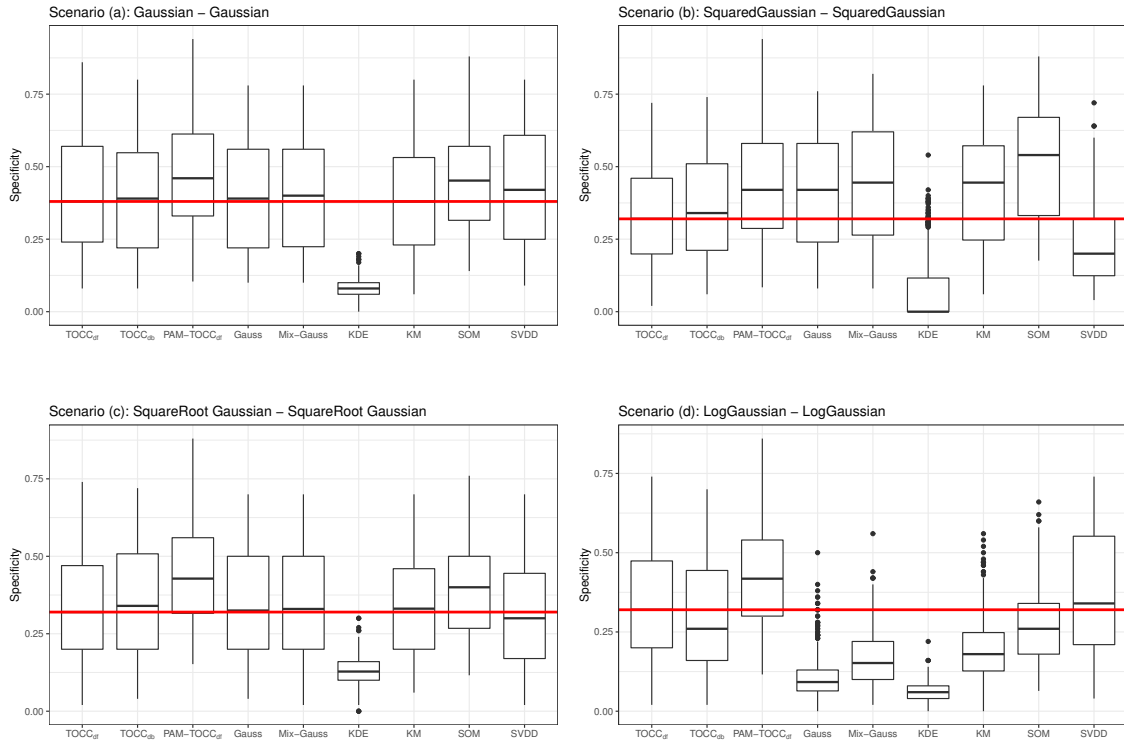 Scenario (a): Gaussian − Gaussian
Specificity
0.75
0.50
0.25
0.00
TOCCdf TOCCdb PAM−TOCCdf Gauss Mix−Gauss KDE KM SOM SVDD
Scenario (b): SquaredGaussian − SquaredGaussian
Specificity
0.75
0.50
0.25
0.00
TOCCdf TOCCdb PAM−TOCCdf Gauss Mix−Gauss KDE KM SOM SVDD
Scenario (c): SquareRoot Gaussian − SquareRoot Gaussian
Specificity
0.75
0.50
0.25
0.00
TOCCdf TOCCdb PAM−TOCCdf Gauss Mix−Gauss KDE KM SOM SVDD
Scenario (d): LogGaussian − LogGaussian
Specificity
0.75
0.50
0.25
0.00
TOCCdf TOCCdb PAM−TOCCdf Gauss Mix−Gauss KDE KM SOM SVDD